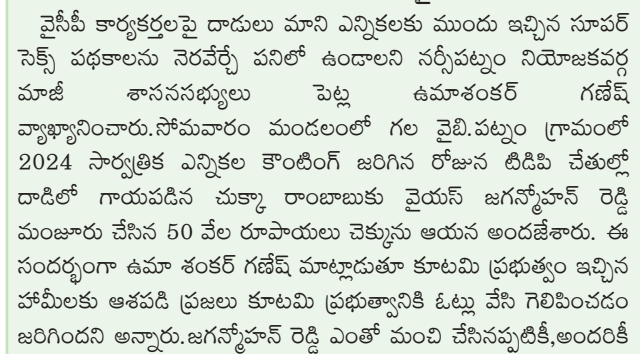 వైసీపీ కార్యకర్తలపై దాడులు మాని ఎన్నికలకు ముందు ఇచ్చిన సూపర్
సెక్స్ పథకాలను నెరవేర్చే పనిలో ఉండాలని నర్సీపట్నం నియోజకవర్గ
మాజీ శాసనసభ్యులు పెట్ల ఉమాశంకర్ గణేష్
వ్యాఖ్యానించారు.సోమవారం మండలంలో గల వైబి.పట్నం గ్రామంలో
2024 సార్వత్రిక ఎన్నికల కౌంటింగ్ జరిగిన రోజున టిడిపి చేతుల్లో
దాడిలో గాయపడిన చుక్కా రాంబాబుకు వైయస్ జగన్మోహన్ రెడ్డి
మంజూరు చేసిన 50 వేల రూపాయలు చెక్కును ఆయన అందజేశారు. ఈ
సందర్భంగా ఉమా శంకర్ గణేష్ మాట్లాడుతూ కూటమి ప్రభుత్వం ఇచ్చిన
హామీలకు ఆశపడి ప్రజలు కూటమి ప్రభుత్వానికి ఓట్లు వేసి గెలిపించడం
జరిగిందని అన్నారు.జగన్మోహన్ రెడ్డి ఎంతో మంచి చేసినప్పటికీ,అందరికీ